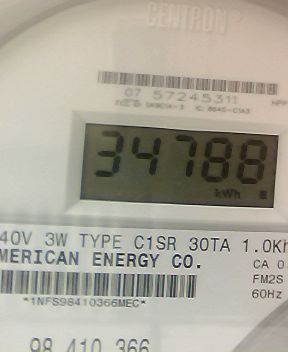 CENTRON
07 57245311
34788
kWh
40V 3W TYPE C1SR 30TA 1.0Kh
MERICAN ENERGY CO.
CA 0
FM2S
60Hz
*1NFS98410366MEC*
98 410 366